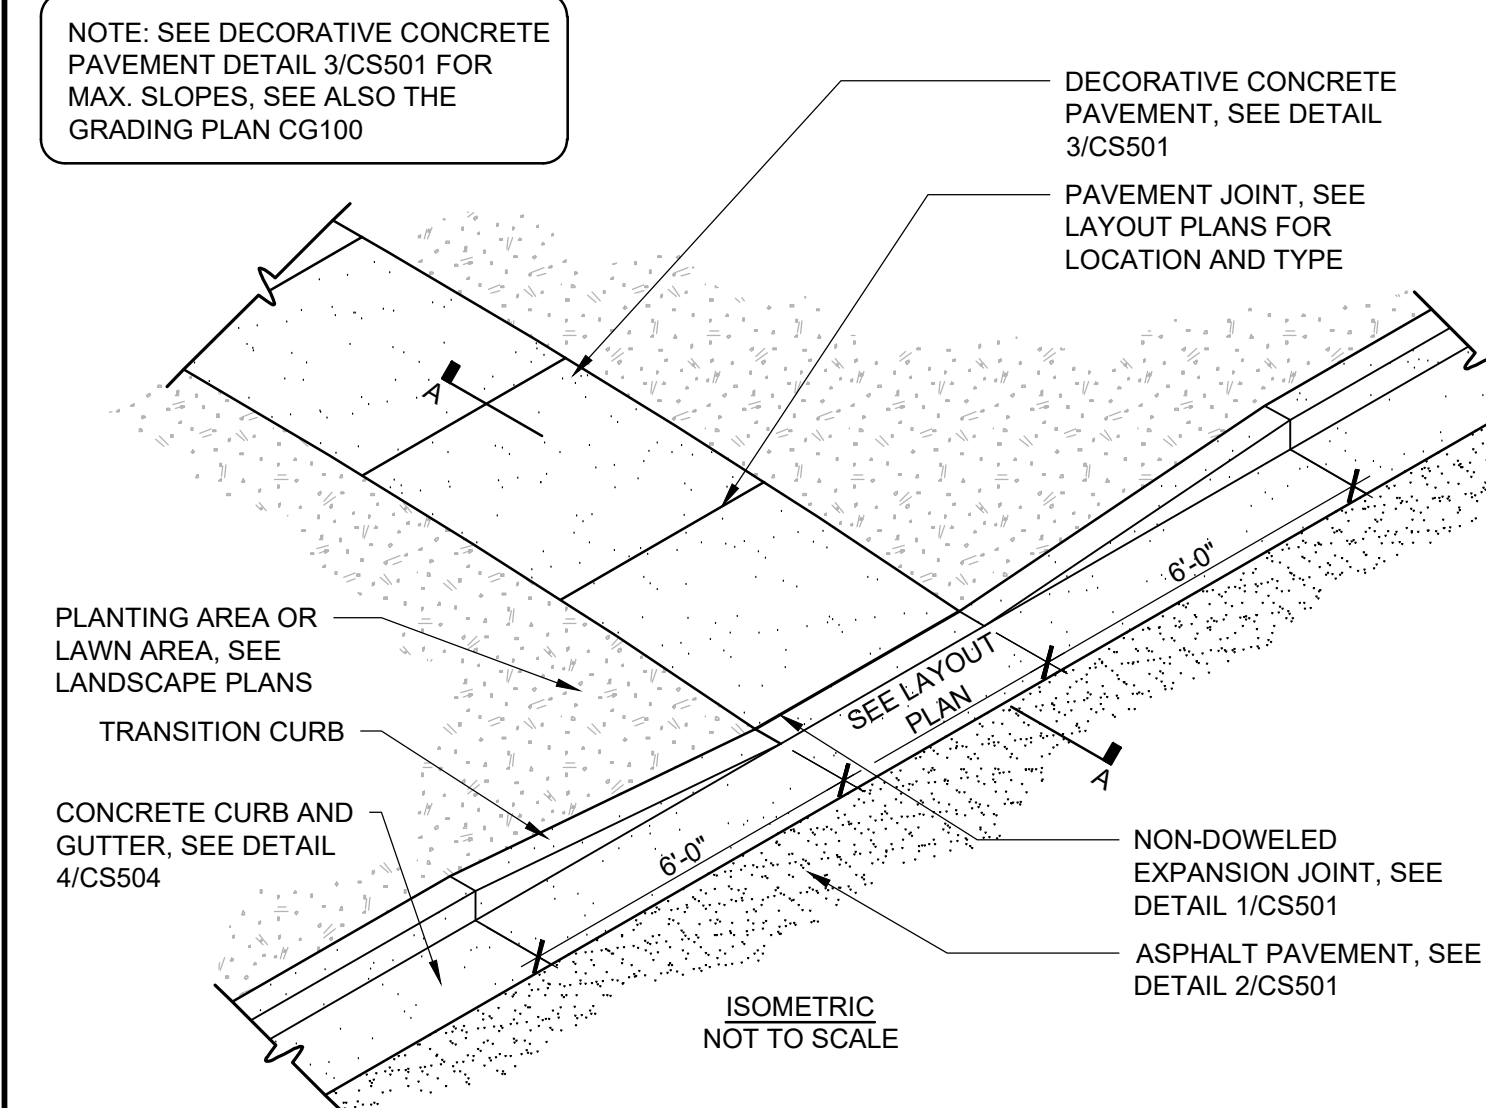 NOTE: SEE DECORATIVE CONCRETE
PAVEMENT DETAIL 3/CS501 FOR
MAX. SLOPES, SEE ALSO THE
GRADING PLAN CG100
DECORATIVE CONCRETE
PAVEMENT, SEE DETAIL
3/CS501
PAVEMENT JOINT, SEE
LAYOUT PLANS FOR
LOCATION AND TYPE
A
6'-0"
PLANTING AREA OR
LAWN AREA, SEE
LANDSCAPE PLANS
SEE LAYOUT
PLAN
TRANSITION CURB
A
CONCRETE CURB AND
GUTTER, SEE DETAIL
4/CS504
6'-0"
NON-DOWELED
EXPANSION JOINT, SEE
DETAIL 1/CS501
ASPHALT PAVEMENT, SEE
DETAIL 2/CS501
ISOMETRIC
NOT TO SCALE